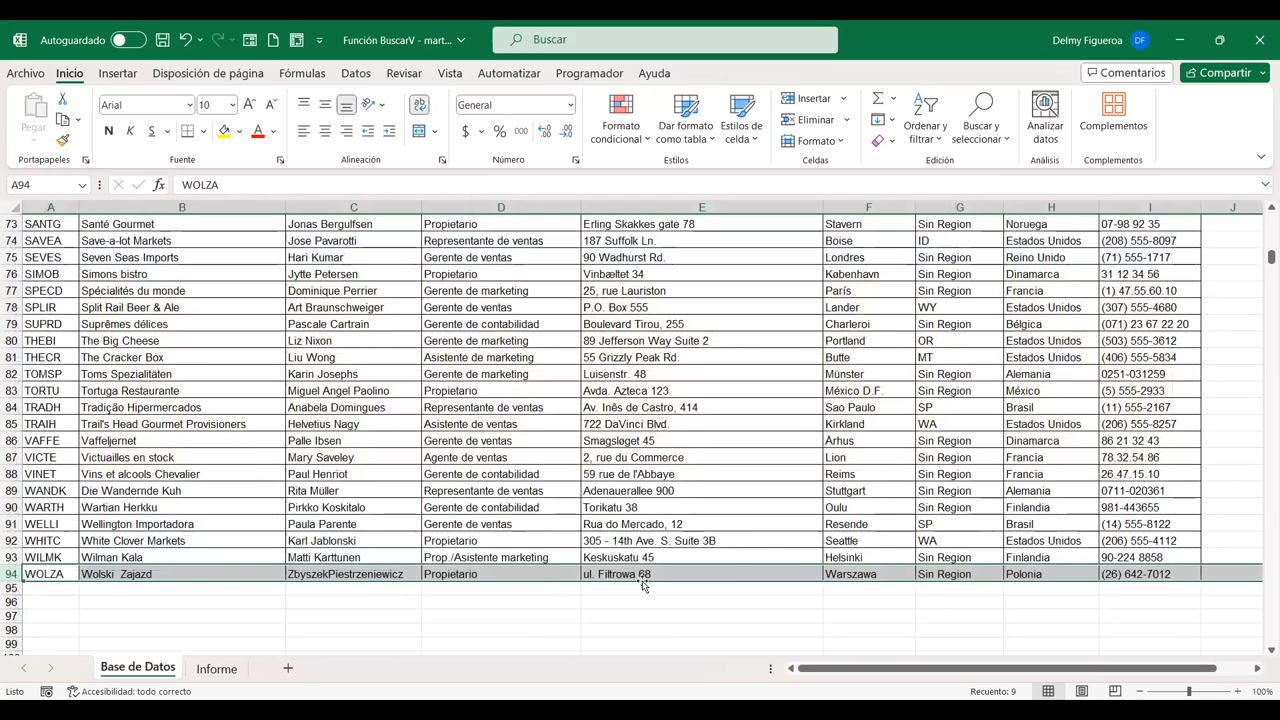 Autoguardado Función BuscarV - mart... Buscar Delmy Figueroa DF
Archivo Inicio Insertar Disposición de página Fórmulas Datos Revisar Vista Automatizar Programador Ayuda Comentarios Compartir
Pegar Arial 10 General Formato condicional Dar formato como tabla Estilos de celda Insertar Eliminar Formato Ordenar y filtrar Buscar y seleccionar Analizar datos Complementos
N K S $ % 000
Portapapeles Fuente Alineación Número Estilos Celdas Edición Análisis Complementos
A94 fx WOLZA
A B C D E F G H I J
73 SANTG Santé Gourmet Jonas Bergulfsen Propietario Erling Skakkes gate 78 Stavern Sin Region Noruega 07-98 92 35
74 SAVEA Save-a-lot Markets Jose Pavarotti Representante de ventas 187 Suffolk Ln. Boise ID Estados Unidos (208) 555-8097
75 SEVES Seven Seas Imports Hari Kumar Gerente de ventas 90 Wadhurst Rd. Londres Sin Region Reino Unido (71) 555-1717
76 SIMOB Simons bistro Jytte Petersen Propietario Vinbæltet 34 København Sin Region Dinamarca 31 12 34 56
77 SPECD Spécialités du monde Dominique Perrier Gerente de marketing 25, rue Lauriston París Sin Region Francia (1) 47.55.60.10
78 SPLIR Split Rail Beer & Ale Art Braunschweiger Gerente de ventas P.O. Box 555 Lander WY Estados Unidos (307) 555-4680
79 SUPRD Suprêmes délices Pascale Cartrain Gerente de contabilidad Boulevard Tirou, 255 Charleroi Sin Region Bélgica (071) 23 67 22 20
80 THEBI The Big Cheese Liz Nixon Gerente de marketing 89 Jefferson Way Suite 2 Portland OR Estados Unidos (503) 555-3612
81 THECR The Cracker Box Liu Wong Asistente de marketing 55 Grizzly Peak Rd. Butte MT Estados Unidos (406) 555-5834
82 TOMSP Toms Spezialitäten Karin Josephs Gerente de marketing Luisenstr. 48 Münster Sin Region Alemania 0251-031259
83 TORTU Tortuga Restaurante Miguel Angel Paolino Propietario Avda. Azteca 123 México D.F. Sin Region México (5) 555-2933
84 TRADH Tradição Hipermercados Anabela Domingues Representante de ventas Av. Inês de Castro, 414 Sao Paulo SP Brasil (11) 555-2167
85 TRAIH Trail's Head Gourmet Provisioners Helvetius Nagy Asistente de ventas 722 DaVinci Blvd. Kirkland WA Estados Unidos (206) 555-8257
86 VAFFE Vaffeljernet Palle Ibsen Gerente de ventas Smagsløget 45 Århus Sin Region Dinamarca 86 21 32 43
87 VICTE Victuailles en stock Mary Saveley Agente de ventas 2, rue du Commerce Lion Sin Region Francia 78.32.54.86
88 VINET Vins et alcools Chevalier Paul Henriot Gerente de contabilidad 59 rue de l'Abbaye Reims Sin Region Francia 26.47.15.10
89 WANDK Die Wandernde Kuh Rita Müller Representante de ventas Adenauerallee 900 Stuttgart Sin Region Alemania 0711-020361
90 WARTH Wartian Herkku Pirkko Koskitalo Gerente de contabilidad Torikatu 38 Oulu Sin Region Finlandia 981-443655
91 WELLI Wellington Importadora Paula Parente Gerente de ventas Rua do Mercado, 12 Resende SP Brasil (14) 555-8122
92 WHITC White Clover Markets Karl Jablonski Propietario 305 - 14th Ave. S. Suite 3B Seattle WA Estados Unidos (206) 555-4112
93 WILMK Wilman Kala Matti Karttunen Prop./Asistente marketing Keskuskatu 45 Helsinki Sin Region Finlandia 90-224 8858
94 WOLZA Wolski Zajazd ZbyszekPiestrzeniewicz Propietario ul. Filtrowa 68 Warszawa Sin Region Polonia (26) 642-7012
95
96
97
98
99
Base de Datos Informe
Listo Accesibilidad: todo correcto Recuento: 9 100%